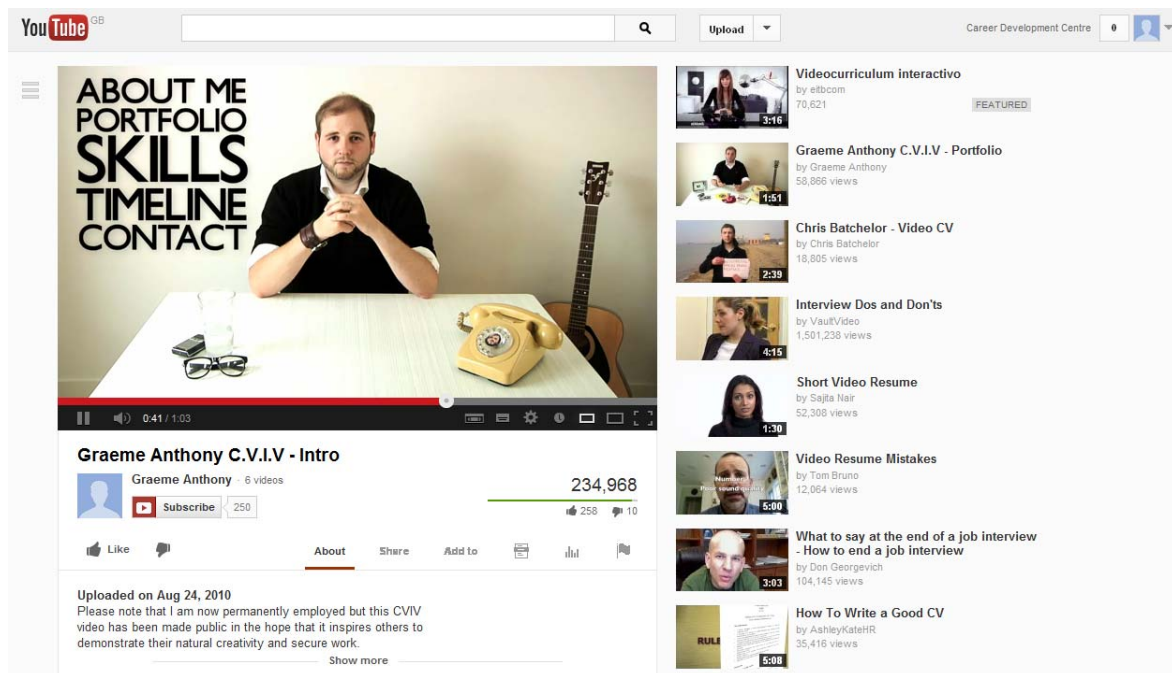 You Tube GB
Upload
Career Development Centre
0
ABOUT ME
PORTFOLIO
SKILLS
TIMELINE
CONTACT
0:41 / 1:03
Graeme Anthony C.V.I.V - Intro
Graeme Anthony · 6 videos
Subscribe 250
234,968
258 10
Like
About Share Add to
Uploaded on Aug 24, 2010
Please note that I am now permanently employed but this CVIV
video has been made public in the hope that it inspires others to
demonstrate their natural creativity and secure work.
Show more
Videocurriculum interactivo
by eitbcom
70,621
FEATURED
3:16
Graeme Anthony C.V.I.V - Portfolio
by Graeme Anthony
58,866 views
1:51
Chris Batchelor - Video CV
by Chris Batchelor
18,805 views
2:39
Interview Dos and Don'ts
by VaultVideo
1,501,238 views
4:15
Short Video Resume
by Sajita Nair
52,308 views
1:30
Video Resume Mistakes
by Tom Bruno
12,064 views
Numbers
Poor sound quality
5:00
What to say at the end of a job interview
- How to end a job interview
by Don Georgevich
104,145 views
3:03
How To Write a Good CV
by AshleyKateHR
35,416 views
RULE
5:08